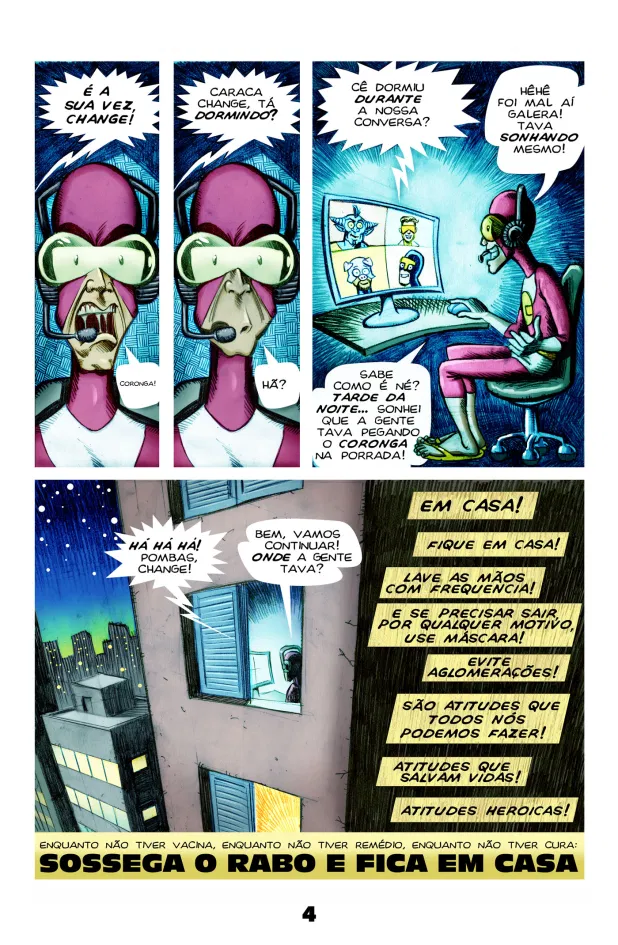 É A
SUA VEZ,
CHANGE!
CORONGA!
CARACA
CHANGE, TÁ
DORMINDO?
HÃ?
CÊ DORMIU
DURANTE
A NOSSA
CONVERSA?
HÊHÊ
FOI MAL AÍ
GALERA!
TAVA
SONHANDO
MESMO!
SABE
COMO É NÉ?
TARDE DA
NOITE... SONHEI
QUE A GENTE
TAVA PEGANDO
O CORONGA
NA PORRADA!
HÁ HÁ HÁ!
POMBAS,
CHANGE!
BEM, VAMOS
CONTINUAR!
ONDE A GENTE
TAVA?
EM CASA!
FIQUE EM CASA!
LAVE AS MÃOS
COM FREQUENCIA!
E SE PRECISAR SAIR
POR QUALQUER MOTIVO,
USE MÁSCARA!
EVITE
AGLOMERAÇÕES!
SÃO ATITUDES QUE
TODOS NÓS
PODEMOS FAZER!
ATITUDES QUE
SALVAM VIDAS!
ATITUDES HEROICAS!
ENQUANTO NÃO TIVER VACINA, ENQUANTO NÃO TIVER REMÉDIO, ENQUANTO NÃO TIVER CURA:
SOSSEGA O RABO E FICA EM CASA
4